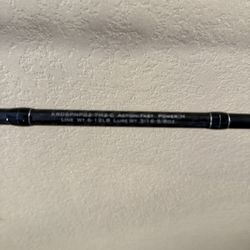 Action:Fast Power:M
Line Wt.6-12LB Lure Wt.3/16-5/8oz